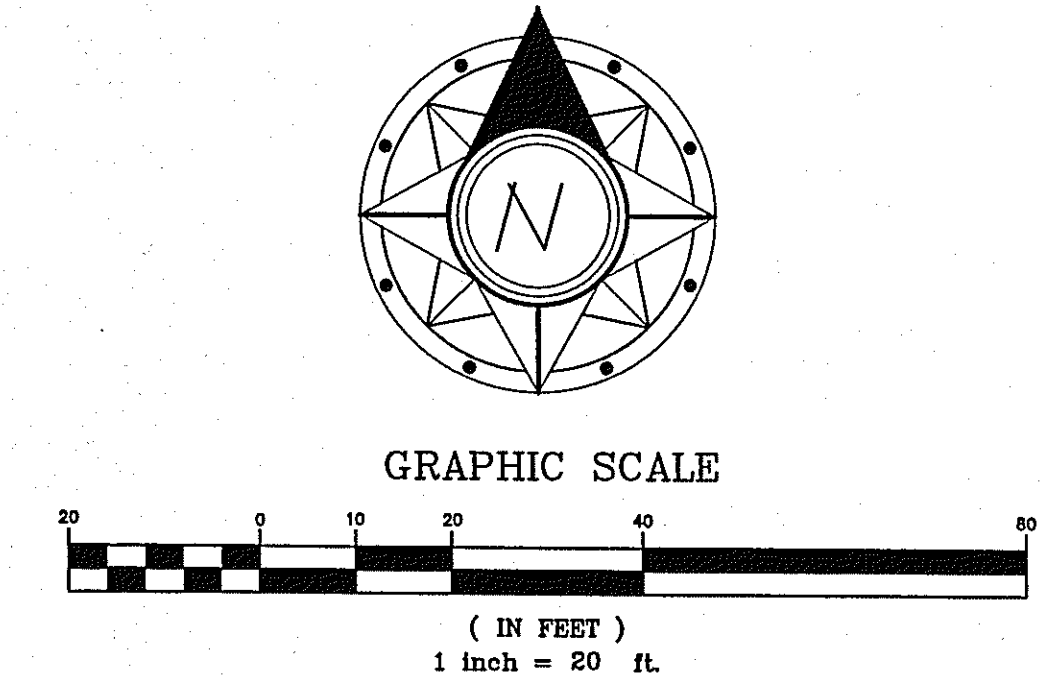 N
GRAPHIC SCALE
20 0 10 20 40 80
( IN FEET )
1 inch = 20 ft.